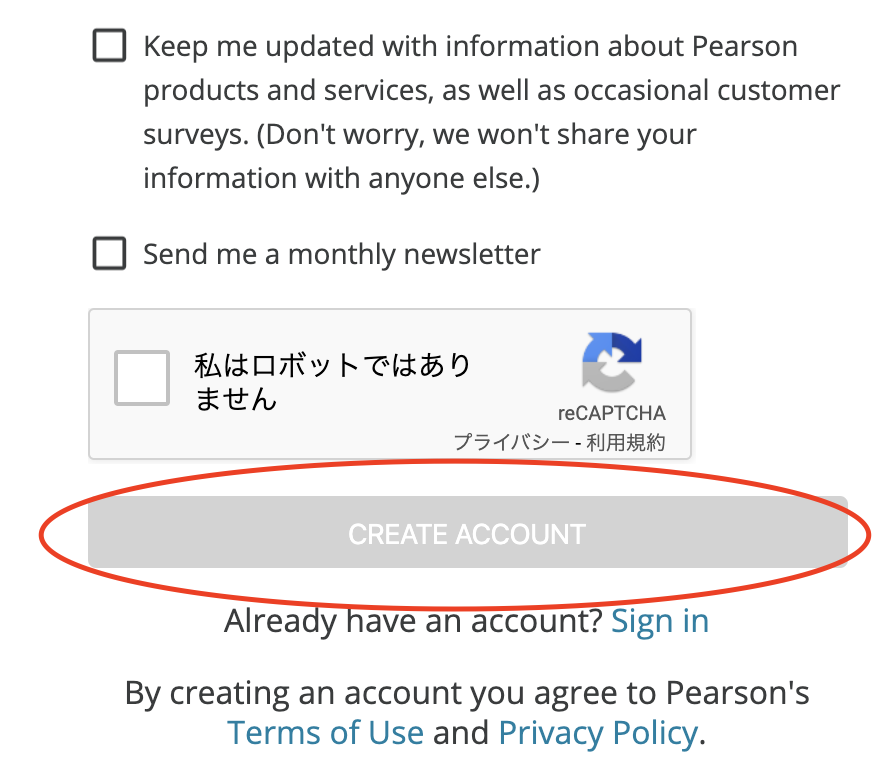 Keep me updated with information about Pearson
products and services, as well as occasional customer
surveys. (Don't worry, we won't share your
information with anyone else.)
Send me a monthly newsletter
私はロボットではあり
ません
reCAPTCHA
プライバシー - 利用規約
CREATE ACCOUNT
Already have an account? Sign in
By creating an account you agree to Pearson's
Terms of Use and Privacy Policy.